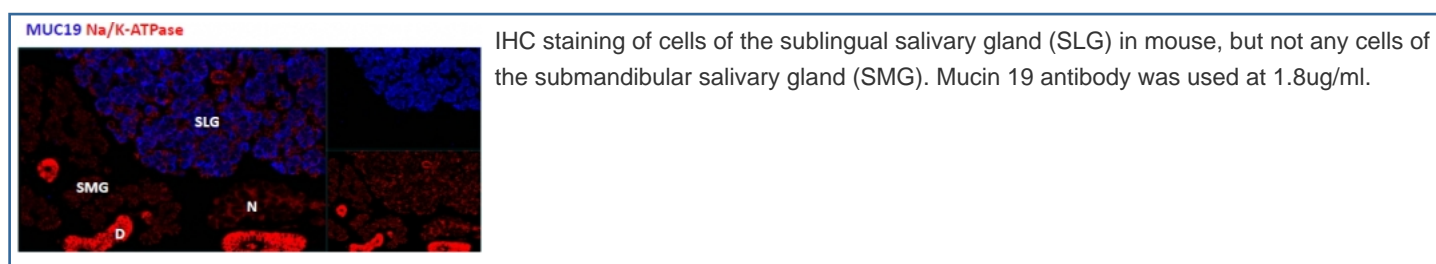 MUC19 Na/K-ATPase
SLG
SMG
N
D
IHC staining of cells of the sublingual salivary gland (SLG) in mouse, but not any cells of
the submandibular salivary gland (SMG). Mucin 19 antibody was used at 1.8ug/ml.